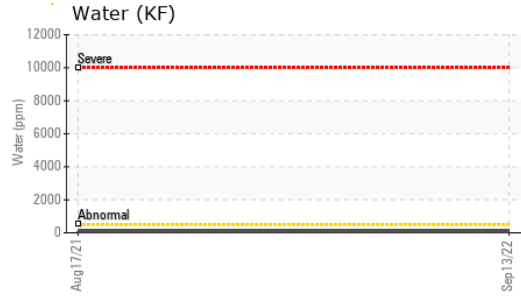 Water (KF)
12000
10000
8000
6000
4000
2000
0
Water (ppm)
Severe
Abnormal
Aug17/21
Sep13/22